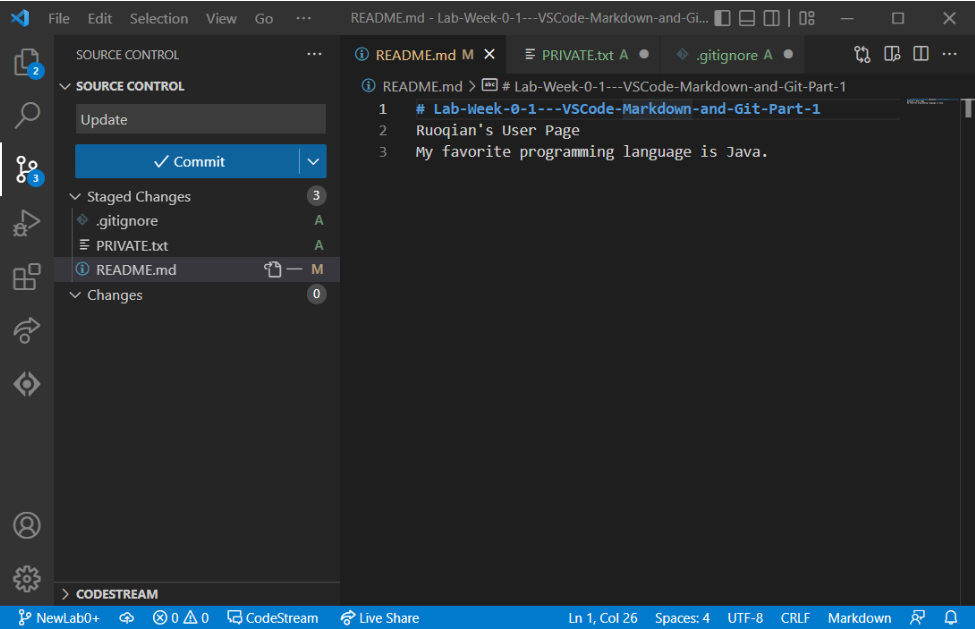 File Edit Selection View Go ··· README.md - Lab-Week-0-1---VSCode-Markdown-and-Gi...
SOURCE CONTROL ···
SOURCE CONTROL
Update
Commit
Staged Changes 3
.gitignore A
PRIVATE.txt A
README.md M
Changes 0
CODESTREAM
2
3
README.md M
PRIVATE.txt A
.gitignore A
README.md > # Lab-Week-0-1---VSCode-Markdown-and-Git-Part-1
1 # Lab-Week-0-1---VSCode-Markdown-and-Git-Part-1
2 Ruoqian's User Page
3 My favorite programming language is Java.
NewLab0+ 0 0 CodeStream Live Share Ln 1, Col 26 Spaces: 4 UTF-8 CRLF Markdown